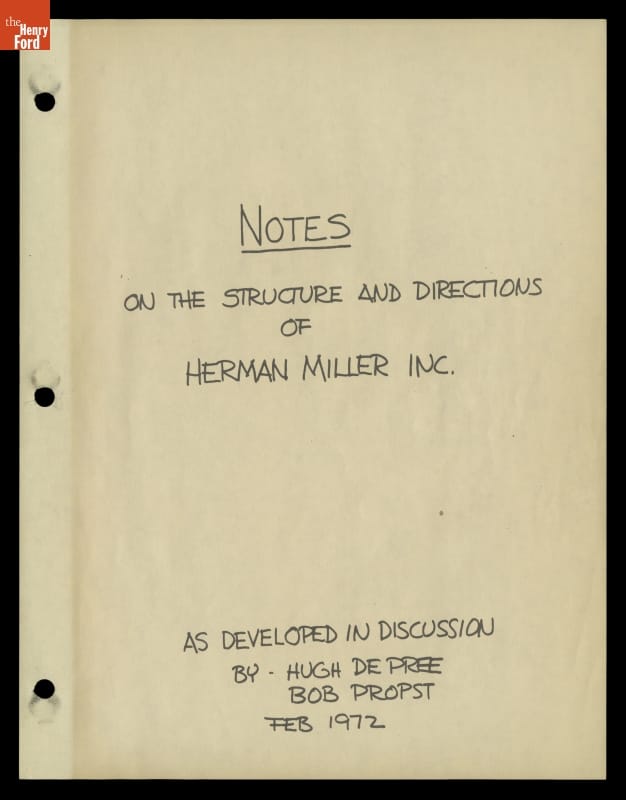 the
Henry
Ford
NOTES
ON THE STRUCTURE AND DIRECTIONS
OF
HERMAN MILLER INC.
AS DEVELOPED IN DISCUSSION
BY - HUGH DE PREE
BOB PROPST
FEB 1972